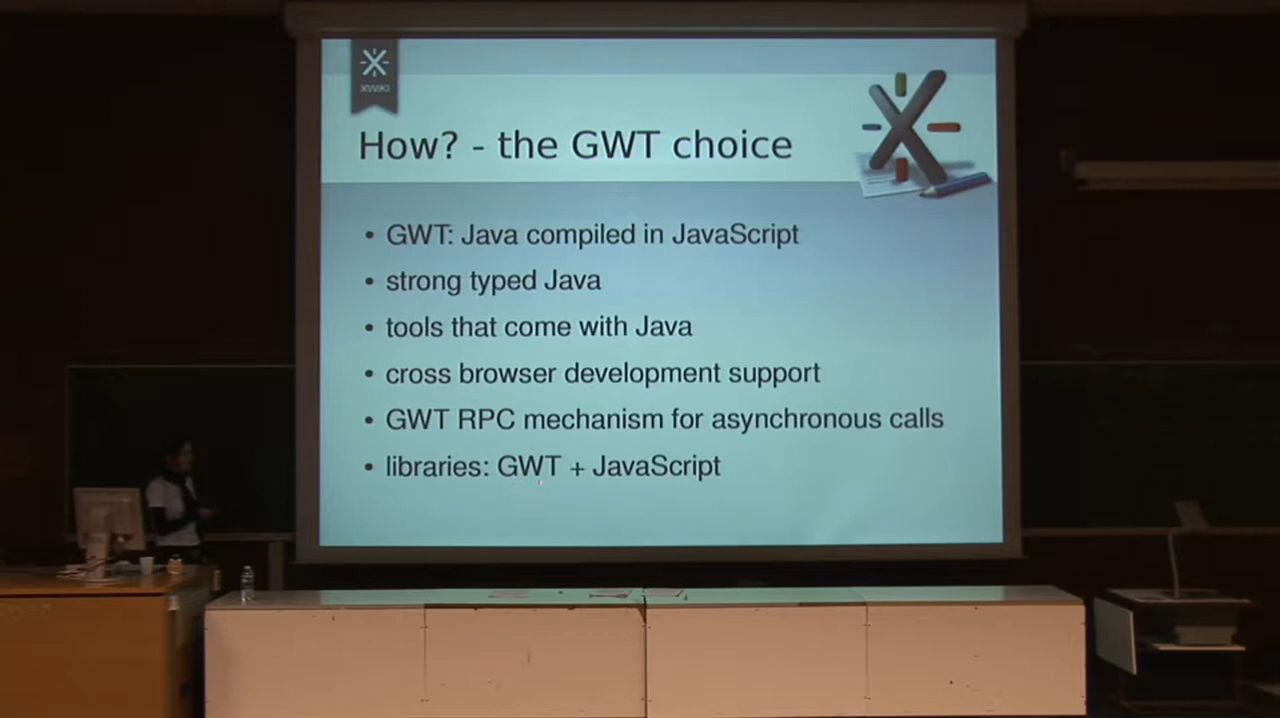 XWIKI
How? - the GWT choice
• GWT: Java compiled in JavaScript
• strong typed Java
• tools that come with Java
• cross browser development support
• GWT RPC mechanism for asynchronous calls
• libraries: GWT + JavaScript